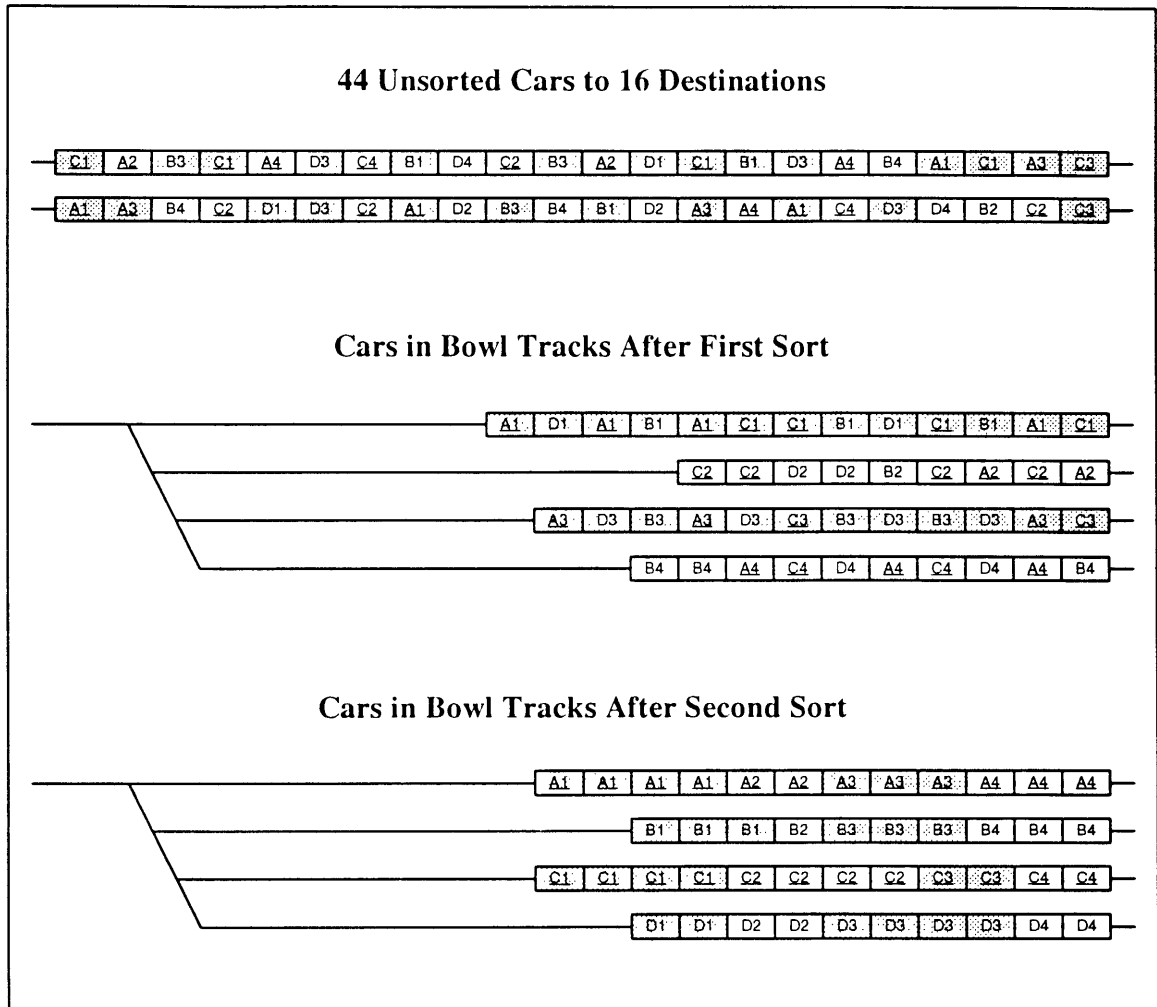 44 Unsorted Cars to 16 Destinations
C1 A2 B3 C1 A4 D3 C4 B1 D4 C2 B3 A2 D1 C1 B1 D3 A4 B4 A1 C1 A3 C3
A1 A3 B4 C2 D1 D3 C2 A1 D2 B3 B4 B1 D2 A3 A4 A1 C4 D3 D4 B2 C2 C3
Cars in Bowl Tracks After First Sort
A1 D1 A1 B1 A1 C1 C1 B1 D1 C1 B1 A1 C1
C2 C2 D2 D2 B2 C2 A2 C2 A2
A3 D3 B3 A3 D3 C3 B3 D3 B3 D3 A3 C3
B4 B4 A4 C4 D4 A4 C4 D4 A4 B4
Cars in Bowl Tracks After Second Sort
A1 A1 A1 A1 A2 A2 A3 A3 A3 A4 A4 A4
B1 B1 B1 B2 B3 B3 B3 B4 B4 B4
C1 C1 C1 C1 C2 C2 C2 C2 C3 C3 C4 C4
D1 D1 D2 D2 D3 D3 D3 D3 D4 D4